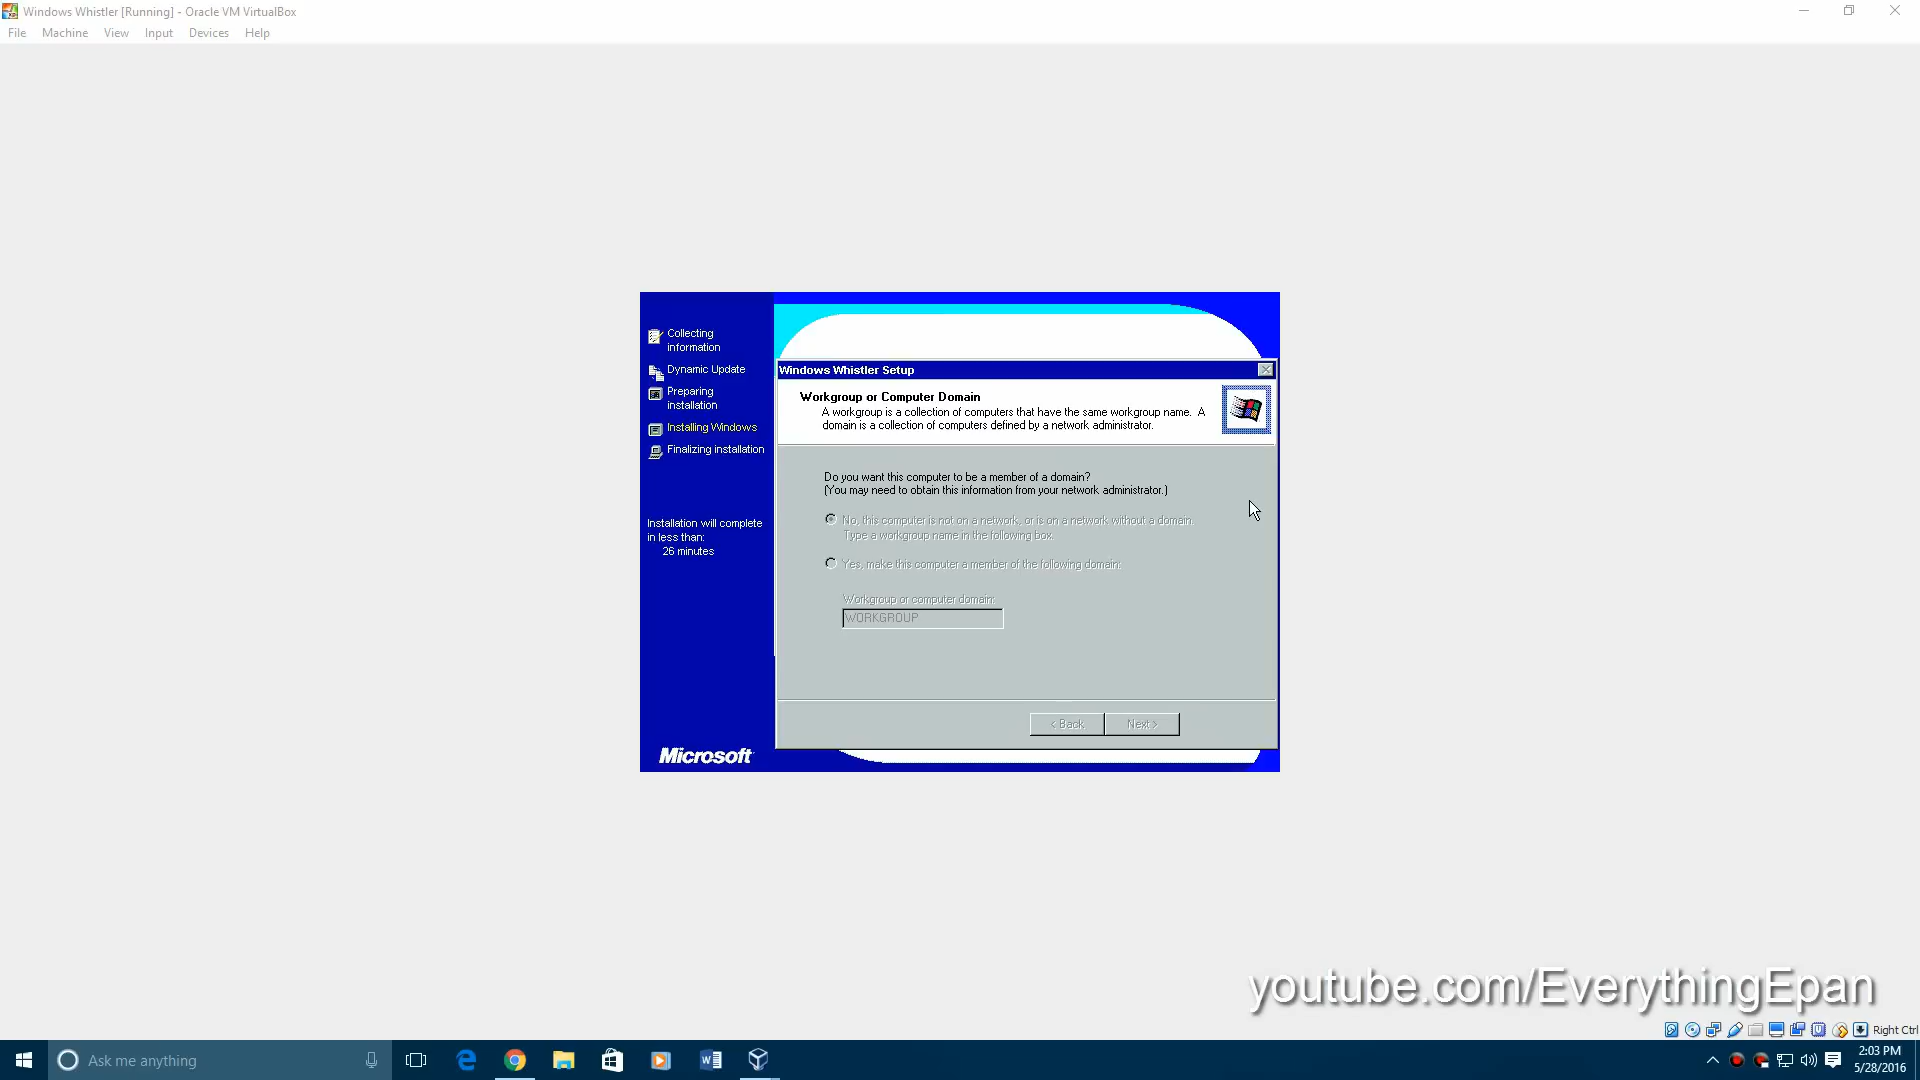 Windows Whistler [Running] - Oracle VM VirtualBox
File Machine View Input Devices Help
Collecting
information
Dynamic Update
Preparing
installation
Installing Windows
Finalizing installation
Installation will complete
in less than:
26 minutes
Microsoft
Windows Whistler Setup
Workgroup or Computer Domain
A workgroup is a collection of computers that have the same workgroup name. A
domain is a collection of computers defined by a network administrator.
Do you want this computer to be a member of a domain?
(You may need to obtain this information from your network administrator.)
No, this computer is not on a network, or is on a network without a domain.
Type a workgroup name in the following box.
Yes, make this computer a member of the following domain:
Workgroup or computer domain:
WORKGROUP
< Back Next >
youtube.com/EverythingEpan
Right Ctrl
Ask me anything
2:03 PM
5/28/2016